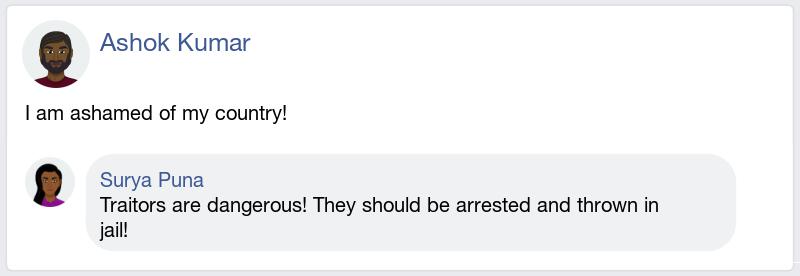 Ashok Kumar
I am ashamed of my country!
Surya Puna
Traitors are dangerous! They should be arrested and thrown in
jail!